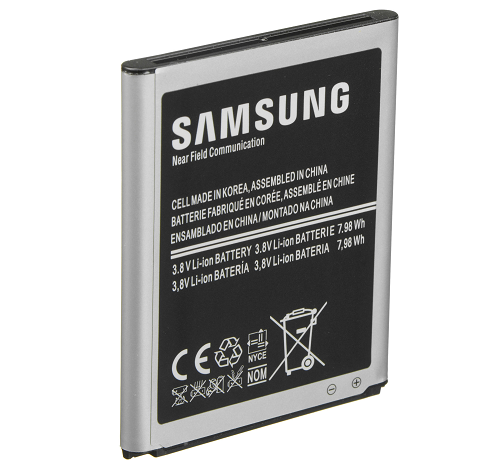 SAMSUNG
Near Field Communication
CELL MADE IN KOREA, ASSEMBLED IN CHINA
BATTERIE FABRIQUÉ EN CORÉE, ASSEMBLÉ EN CHINE
ENSAMBLADO EN CHINA / MONTADO NA CHINA
3.8 V Li-ion BATTERY 3.8 V Li-ion BATTERIE 7.98 Wh
3,8V Li-ion BATERÍA 3,8V Li-ion BATERIA 7,98 Wh
CE
NYCE
NOM